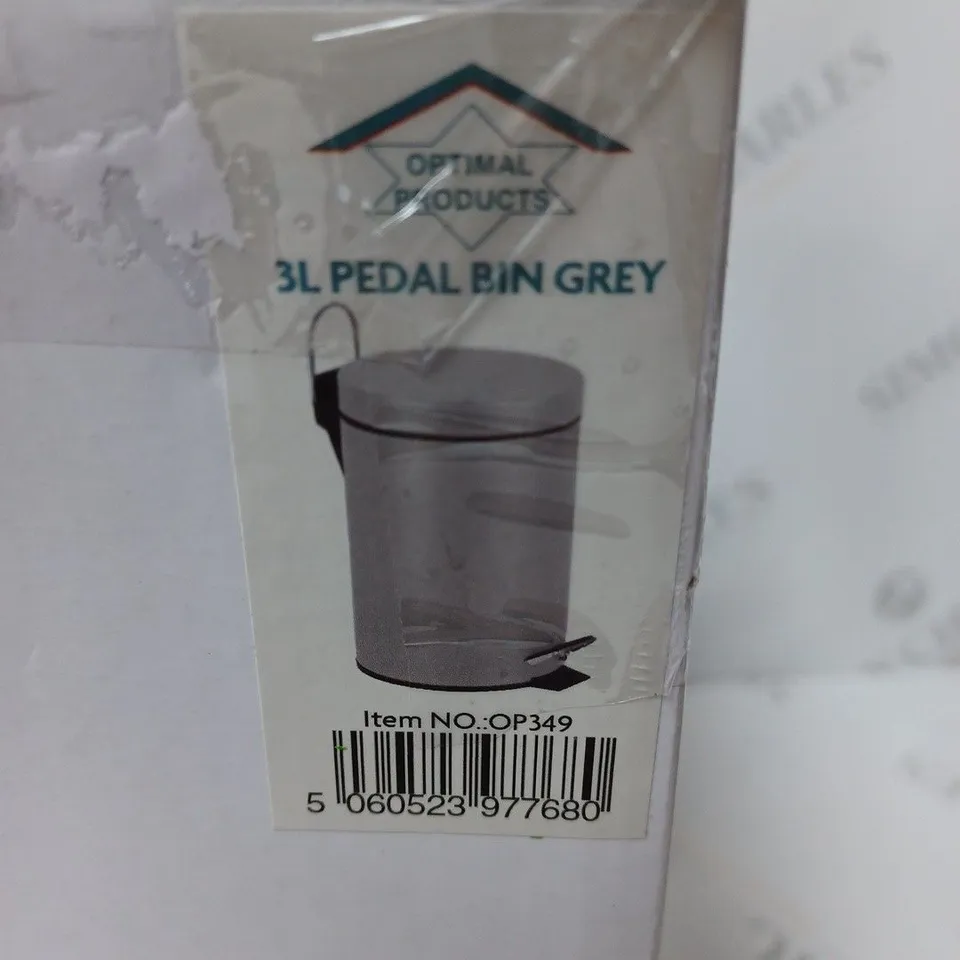 OPTIMAL
PRODUCTS
3L PEDAL BIN GREY
Item NO.:OP349
5 060523 977680